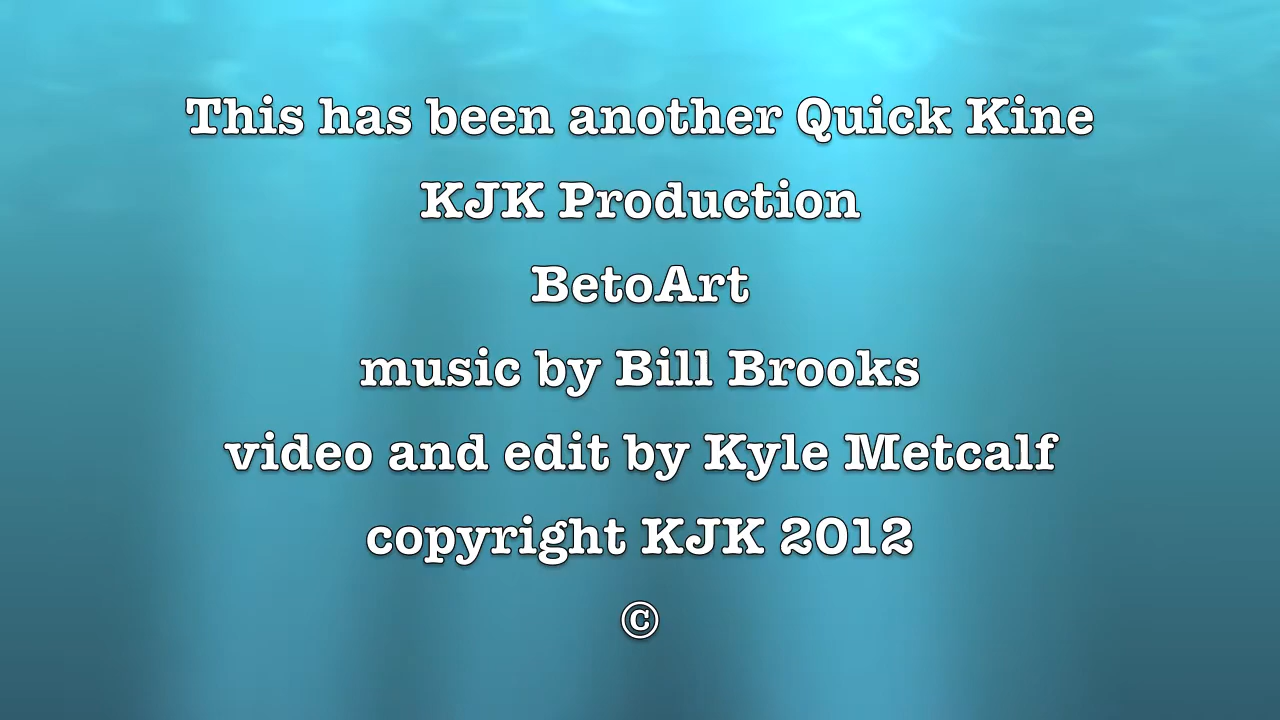 This has been another Quick Kine
KJK Production
BetoArt
music by Bill Brooks
video and edit by Kyle Metcalf
copyright KJK 2012
©